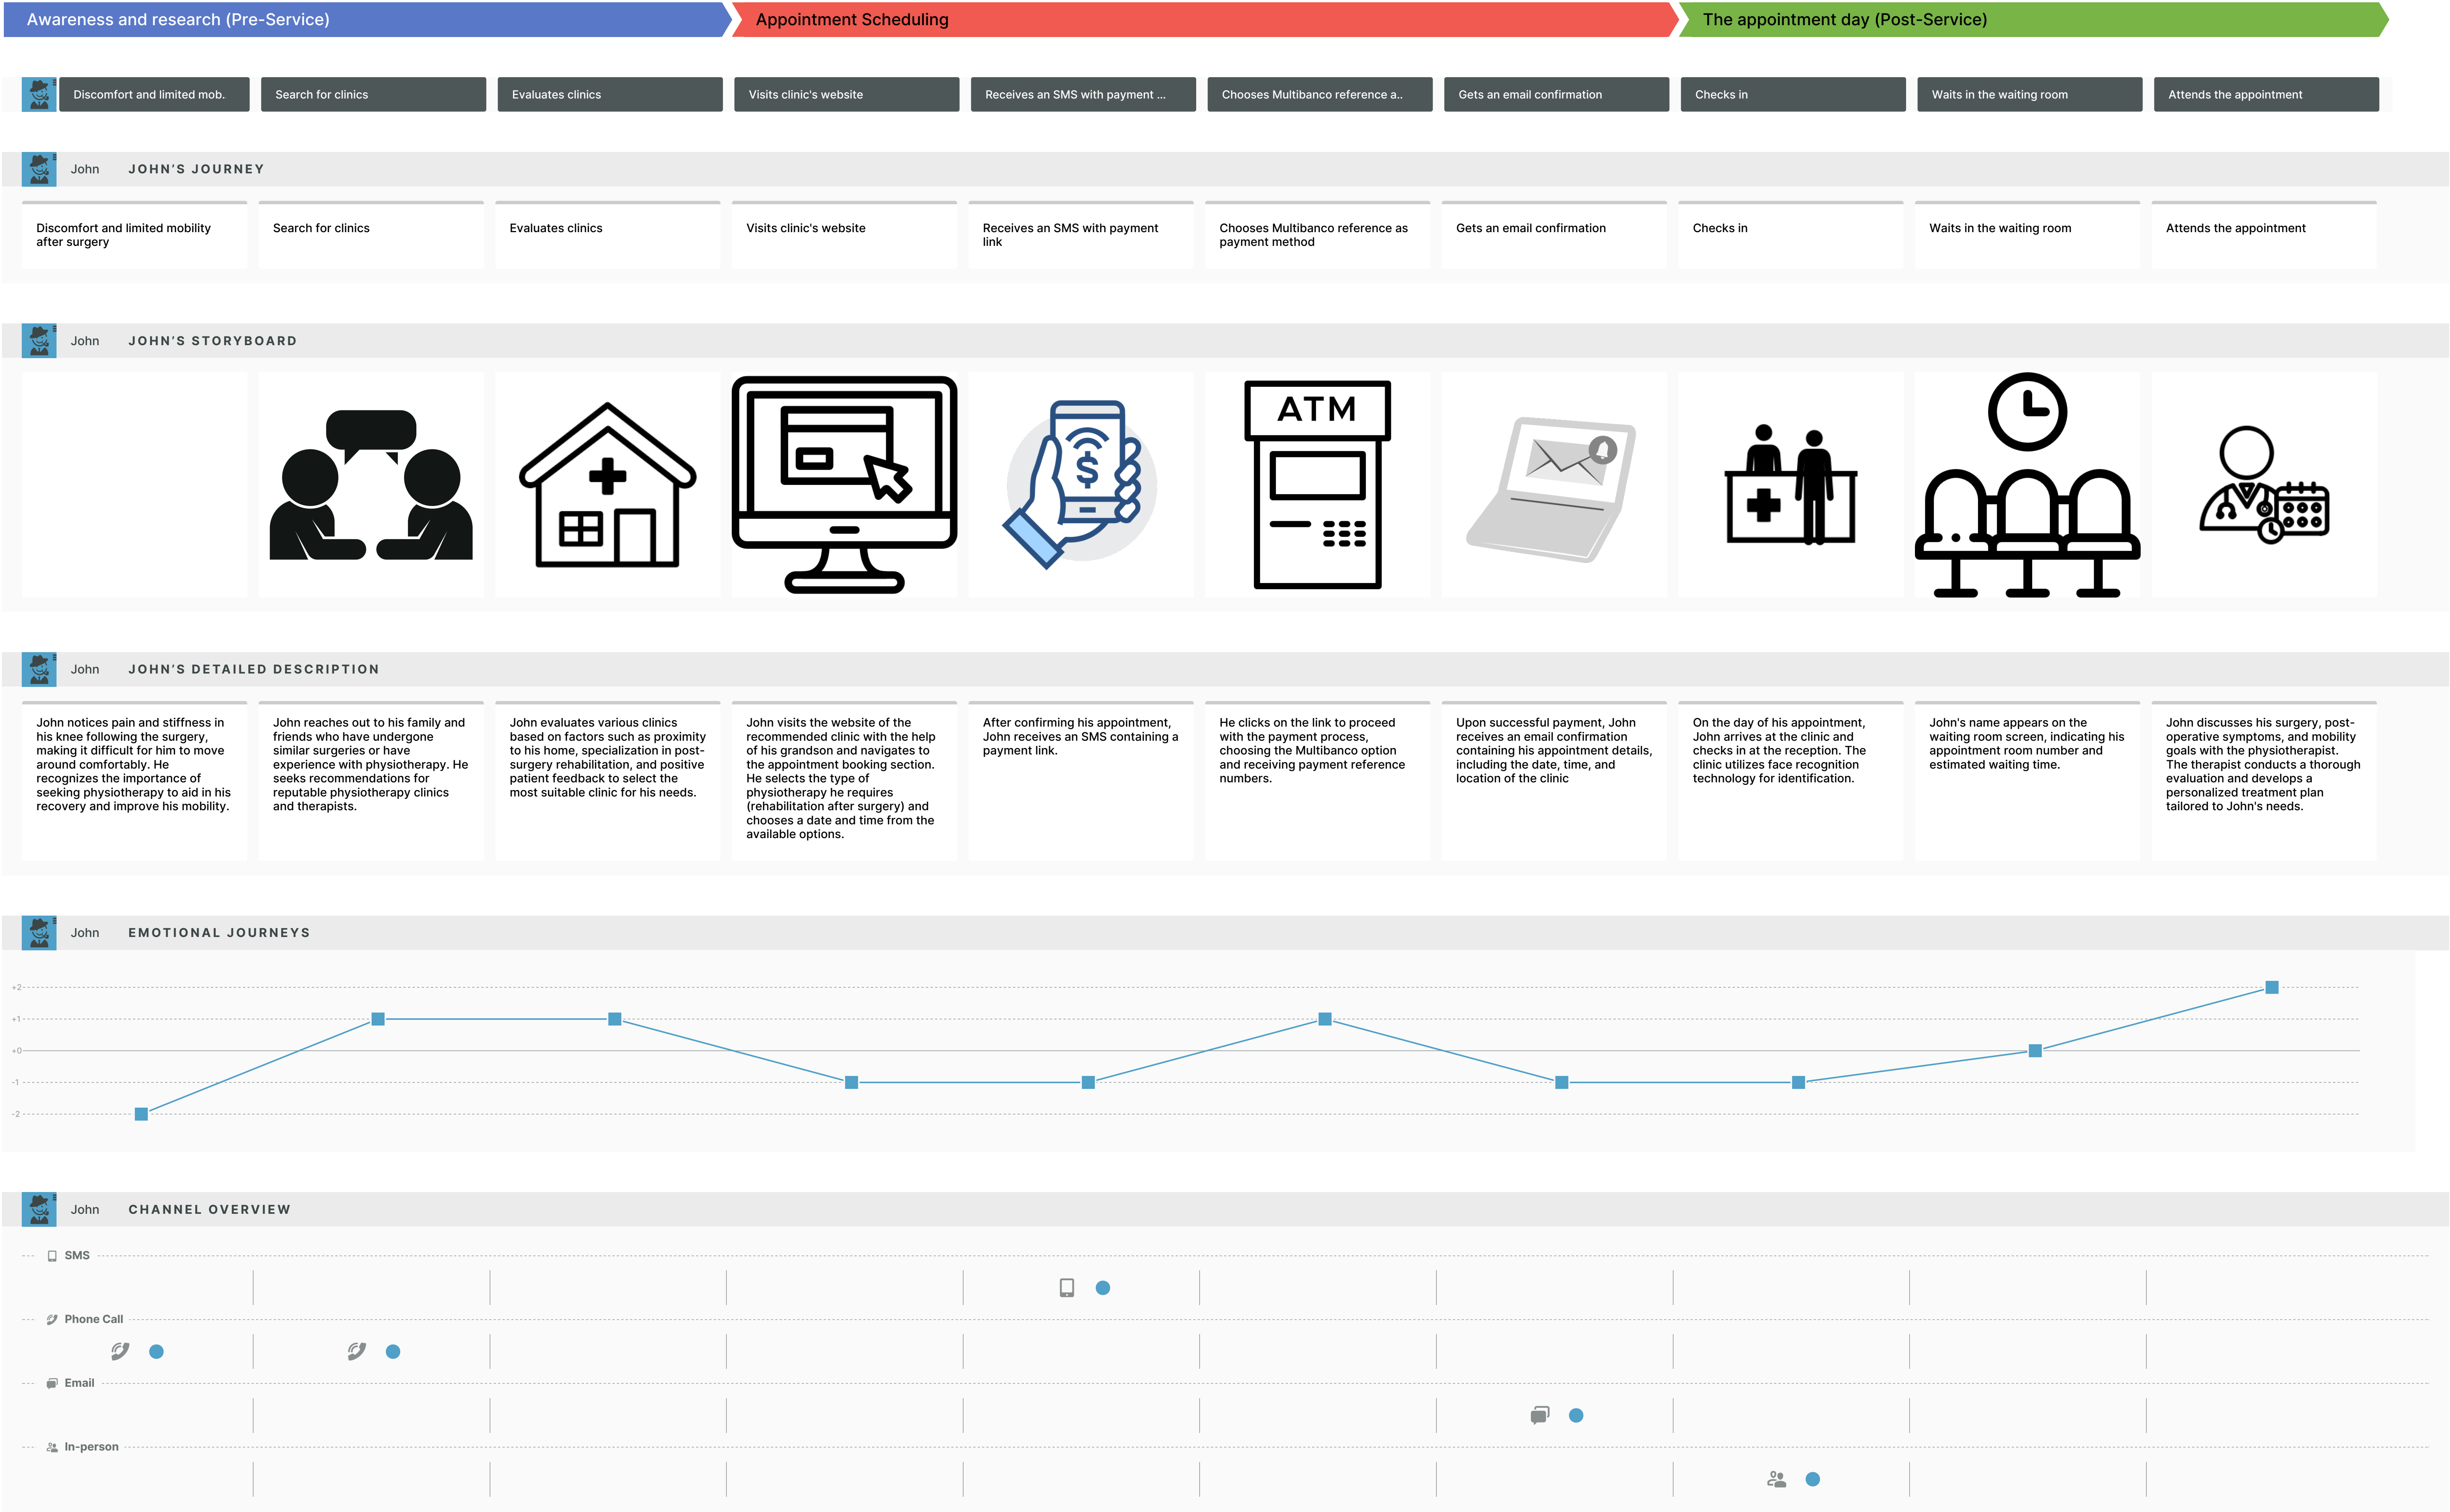 Awareness and research (Pre-Service)
Appointment Scheduling
The appointment day (Post-Service)
Discomfort and limited mob.
Search for clinics
Evaluates clinics
Visits clinic's website
Receives an SMS with payment ...
Chooses Multibanco reference a..
Gets an email confirmation
Checks in
Waits in the waiting room
Attends the appointment
John
JOHN'S JOURNEY
Discomfort and limited mobility
after surgery
Search for clinics
Evaluates clinics
Visits clinic's website
Receives an SMS with payment
link
Chooses Multibanco reference as
payment method
Gets an email confirmation
Checks in
Waits in the waiting room
Attends the appointment
John
JOHN'S STORYBOARD
$
ATM
John
JOHN'S DETAILED DESCRIPTION
John notices pain and stiffness in
his knee following the surgery,
making it difficult for him to move
around comfortably. He
recognizes the importance of
seeking physiotherapy to aid in his
recovery and improve his mobility.
John reaches out to his family and
friends who have undergone
similar surgeries or have
experience with physiotherapy. He
seeks recommendations for
reputable physiotherapy clinics
and therapists.
John evaluates various clinics
based on factors such as proximity
to his home, specialization in post-
surgery rehabilitation, and positive
patient feedback to select the
most suitable clinic for his needs.
John visits the website of the
recommended clinic with the help
of his grandson and navigates to
the appointment booking section.
He selects the type of
physiotherapy he requires
(rehabilitation after surgery) and
chooses a date and time from the
available options.
After confirming his appointment,
John receives an SMS containing a
payment link.
He clicks on the link to proceed
with the payment process,
choosing the Multibanco option
and receiving payment reference
numbers.
Upon successful payment, John
receives an email confirmation
containing his appointment details,
including the date, time, and
location of the clinic
On the day of his appointment,
John arrives at the clinic and
checks in at the reception. The
clinic utilizes face recognition
technology for identification.
John's name appears on the
waiting room screen, indicating his
appointment room number and
estimated waiting time.
John discusses his surgery, post-
operative symptoms, and mobility
goals with the physiotherapist.
The therapist conducts a thorough
evaluation and develops a
personalized treatment plan
tailored to John's needs.
John
EMOTIONAL JOURNEYS
+2
+1
+0
-1
-2
John
CHANNEL OVERVIEW
SMS
Phone Call
Email
In-person